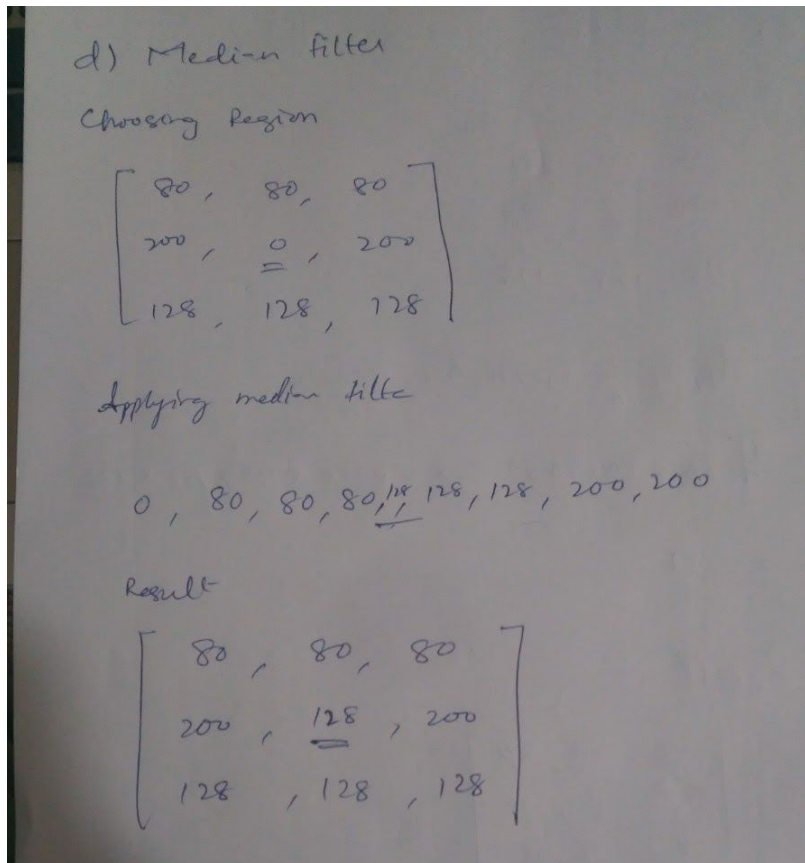 d) Median filter
Choosing Region
80, 80, 80
200, 0, 200
128, 128, 128
Applying median filte
0, 80, 80, 80, 128, 128, 128, 200, 200
Result
80, 80, 80
200, 128, 200
128, 128, 128